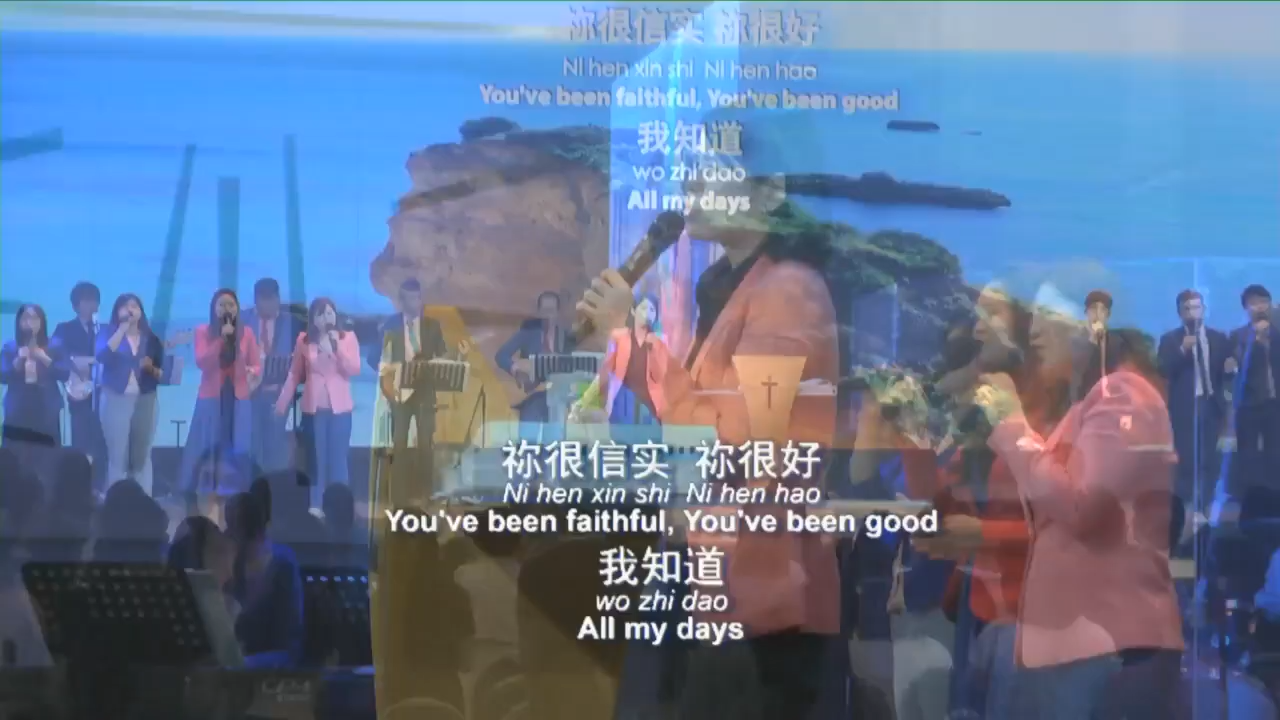 祢很信实 祢很好
Ni hen xin shi Ni hen hao
You've been faithful, You've been good
我知道
wo zhi dao
All my days
祢很信实 祢很好
Ni hen xin shi Ni hen hao
You've been faithful, You've been good
我知道
wo zhi dao
All my days